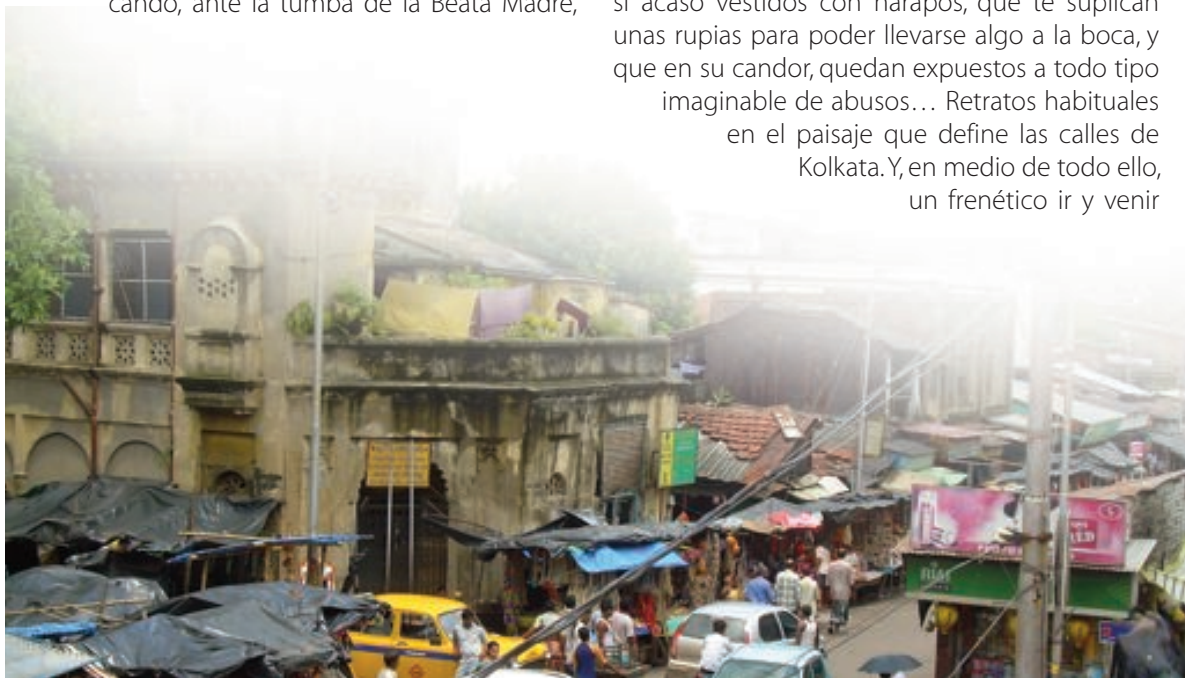 cando, ante la tumba de la Beata Madre,
si acaso vestidos con harapos, que te suplican
unas rupias para poder llevarse algo a la boca, y
que en su candor, quedan expuestos a todo tipo
imaginable de abusos… Retratos habituales
en el paisaje que define las calles de
Kolkata. Y, en medio de todo ello,
un frenético ir y venir